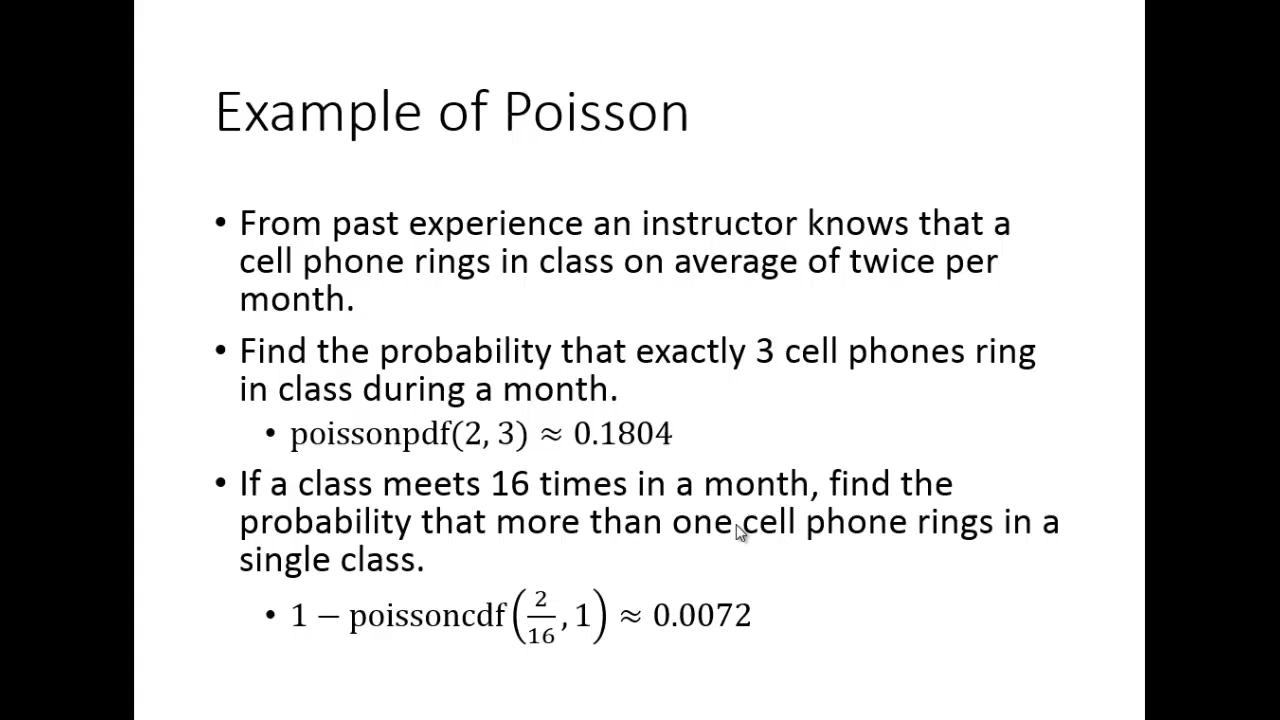 Example of Poisson
• From past experience an instructor knows that a
cell phone rings in class on average of twice per
month.
• Find the probability that exactly 3 cell phones ring
in class during a month.
• poissonpdf(2, 3) ≈ 0.1804
• If a class meets 16 times in a month, find the
probability that more than one cell phone rings in a
single class.
• 1 − poissoncdf(2/16, 1) ≈ 0.0072